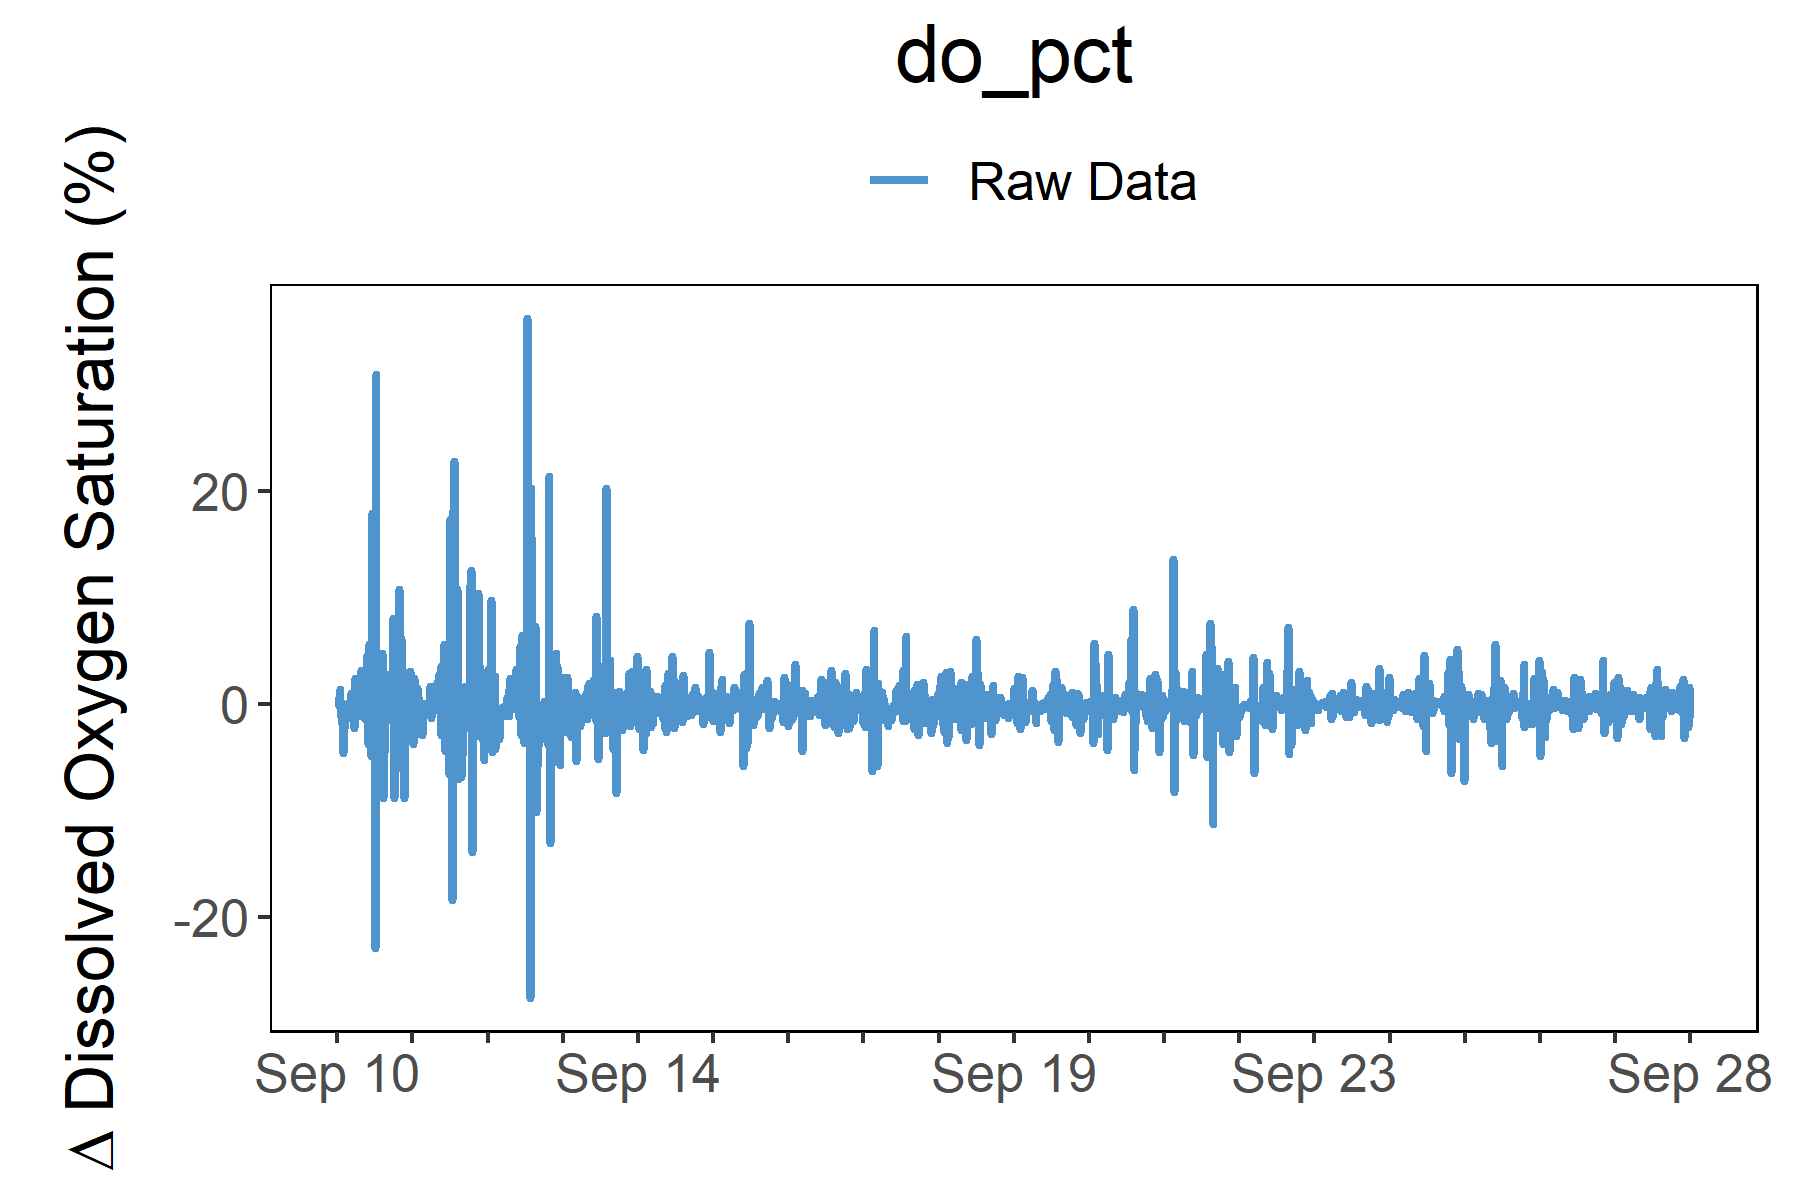 do_pct
Raw Data
Δ Dissolved Oxygen Saturation (%)
20
0
-20
Sep 10
Sep 14
Sep 19
Sep 23
Sep 28